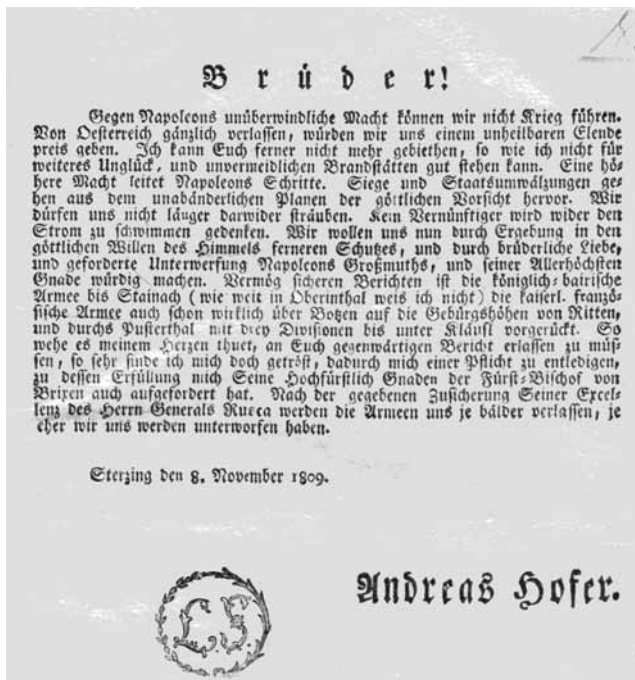 Brüder!
Gegen Napoleons unüberwindliche Macht können wir nicht Krieg führen.
Von Oesterreich gänzlich verlassen, würden wir uns einem unheilbaren Elende
preis geben. Ich kann Euch ferner nicht mehr gebiethen, so wie ich nicht für
weiteres Unglück, und unvermeidlichen Brandstätten gut stehen kann. Eine hö-
here Macht leitet Napoleons Schritte. Siege und Staatsumwälzungen ge-
hen aus dem unabänderlichen Planen der göttlichen Vorsicht hervor. Wir
dürfen uns nicht länger darwider sträuben. Kein Vernünftiger wird wider den
Strom zu schwimmen gedenken. Wir wollen uns nun durch Ergebung in den
göttlichen Willen des Himmels ferneren Schutzes, und durch brüderliche Liebe,
und geforderte Unterwerfung Napoleons Großmuths, und seiner Allerhöchsten
Gnade würdig machen. Vermög sicheren Berichten ist die königlich-bairische
Armee bis Stainach (wie weit in Oberinthal weis ich nicht) die kaiserl. franzö-
sische Armee auch schon wirklich über Botzen auf die Gebürgshöhen von Ritten,
und durchs Pusterthal mit drey Divisionen bis unter Kläusl vorgerückt. So
wehe es meinem Herzen thuet, an Euch gegenwärtigen Bericht erlassen zu müs-
sen, so sehr finde ich mich doch getröst, dadurch mich einer Pflicht zu entledigen,
zu dessen Erfüllung mich Seine Hochfürstlich Gnaden der Fürst-Bischof von
Brixen auch aufgefordert hat. Nach der gegebenen Zusicherung Seiner Excel-
lenz des Herrn Generals Rusca werden die Armeen uns je bälder verlassen, je
eher wir uns werden unterworfen haben.
Sterzing den 8. November 1809.
Andreas Hofer.
L.S.